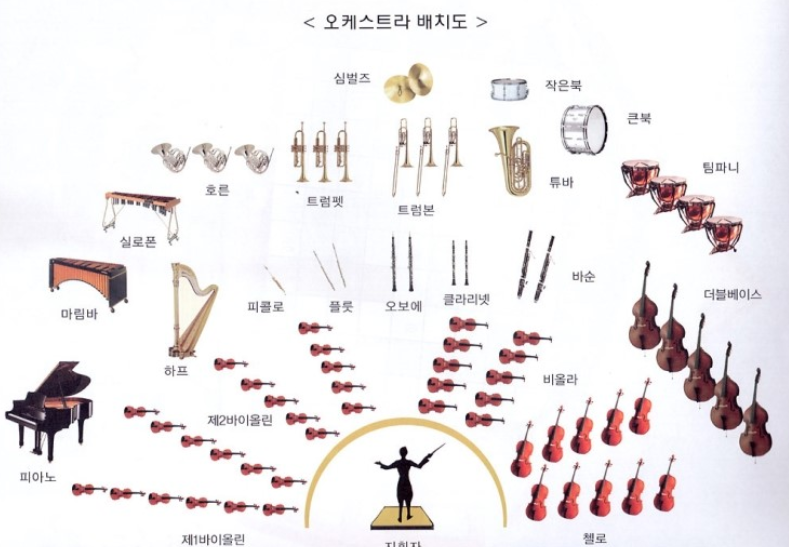 < 오케스트라 배치도 >
심벌즈
작은북
큰북
호른
트럼펫
트럼본
튜바
팀파니
실로폰
마림바
하프
피콜로
플룻
오보에
클라리넷
바순
더블베이스
비올라
제2바이올린
피아노
제1바이올린
지휘자
첼로